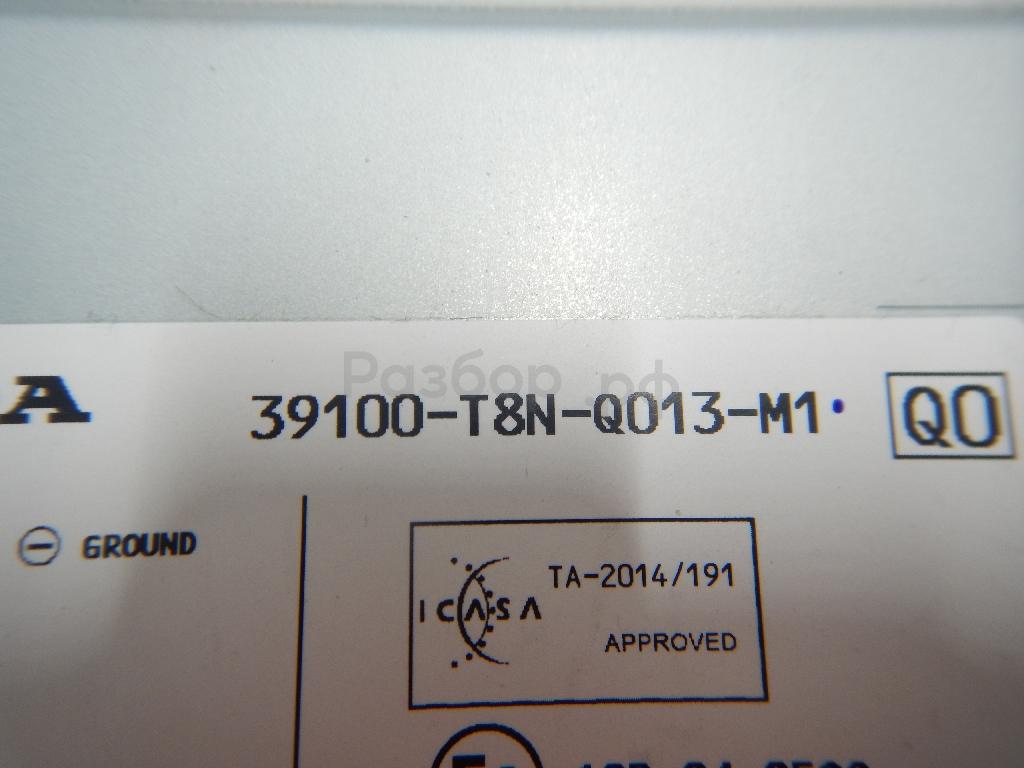 Разбор.рф
A 39100-T8N-Q013-M1 Q0
GROUND
TA-2014/191
ICASA
APPROVED